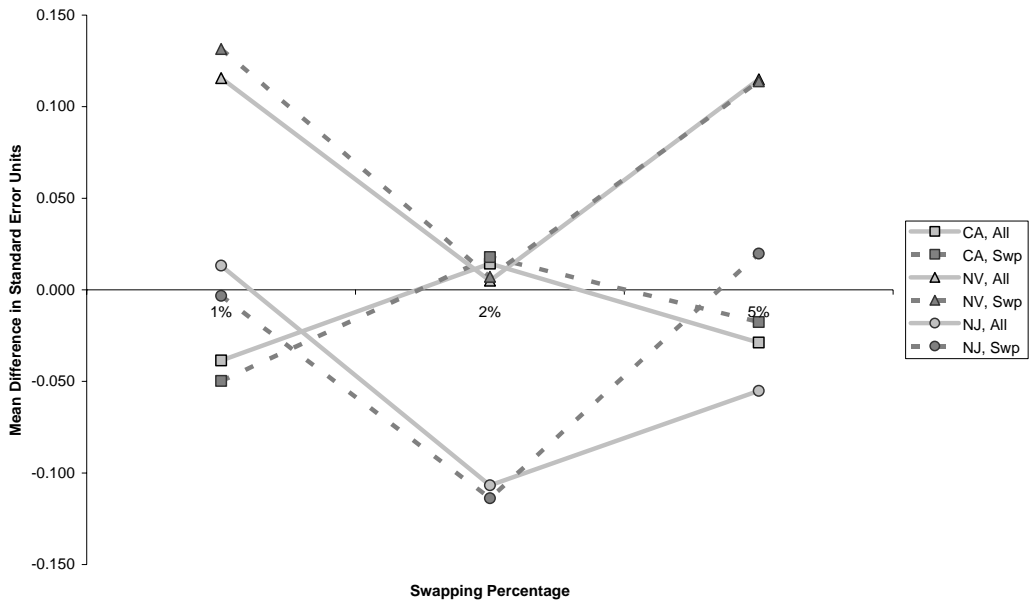 0.150
0.100
0.050
0.000
-0.050
-0.100
-0.150
1%
2%
5%
Mean Difference in Standard Error Units
Swapping Percentage
CA, All
CA, Swp
NV, All
NV, Swp
NJ, All
NJ, Swp